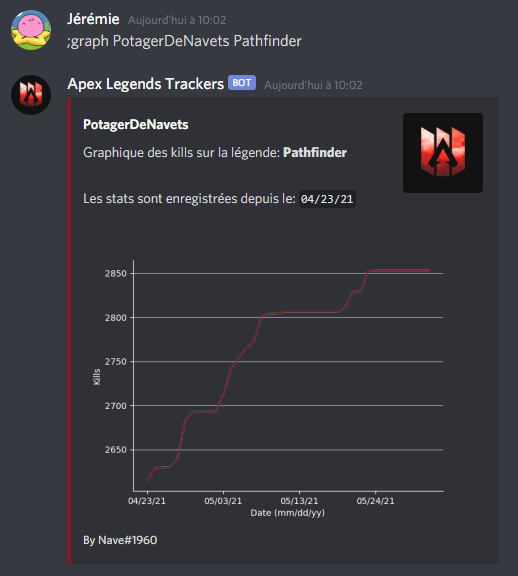 Jérémie Aujourd'hui à 10:02
;graph PotagerDeNavets Pathfinder
Apex Legends Trackers BOT Aujourd'hui à 10:02
PotagerDeNavets
Graphique des kills sur la légende: Pathfinder
Les stats sont enregistrées depuis le: 04/23/21
2850
2800
2750
2700
2650
Kills
04/23/21 05/03/21 05/13/21 05/24/21
Date (mm/dd/yy)
By Nave#1960